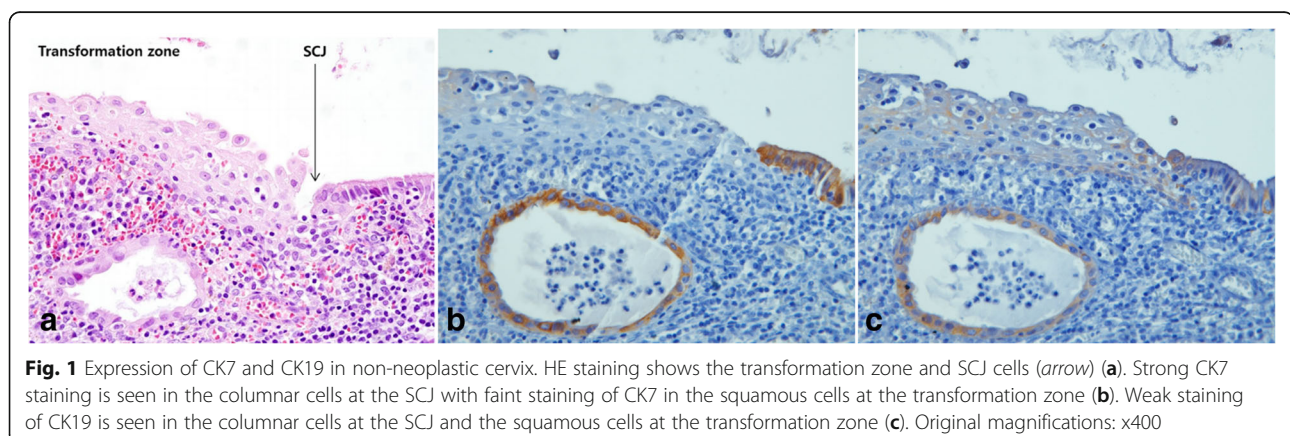 Transformation zone SCJ
a b c
Fig. 1 Expression of CK7 and CK19 in non-neoplastic cervix. HE staining shows the transformation zone and SCJ cells (arrow) (a). Strong CK7
staining is seen in the columnar cells at the SCJ with faint staining of CK7 in the squamous cells at the transformation zone (b). Weak staining
of CK19 is seen in the columnar cells at the SCJ and the squamous cells at the transformation zone (c). Original magnifications: x400